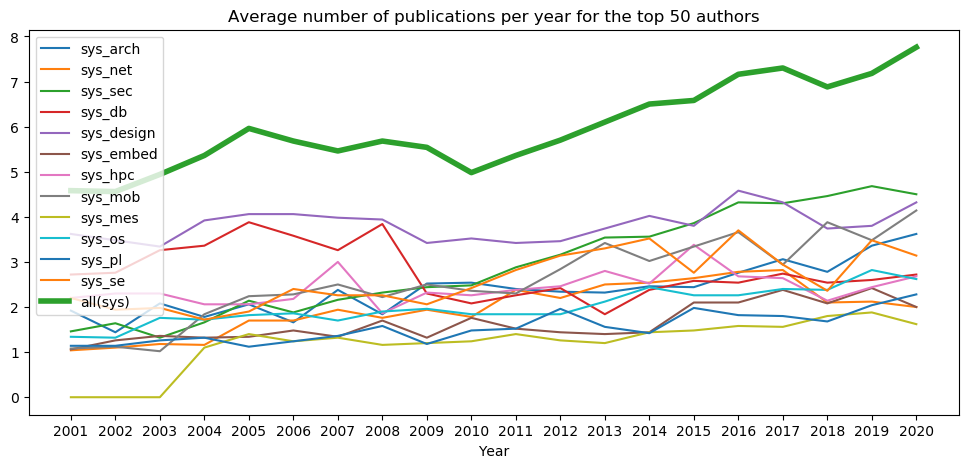 Average number of publications per year for the top 50 authors
8
7
6
5
4
3
2
1
0
sys_arch
sys_net
sys_sec
sys_db
sys_design
sys_embed
sys_hpc
sys_mob
sys_mes
sys_os
sys_pl
sys_se
all(sys)
2001 2002 2003 2004 2005 2006 2007 2008 2009 2010 2011 2012 2013 2014 2015 2016 2017 2018 2019 2020
Year